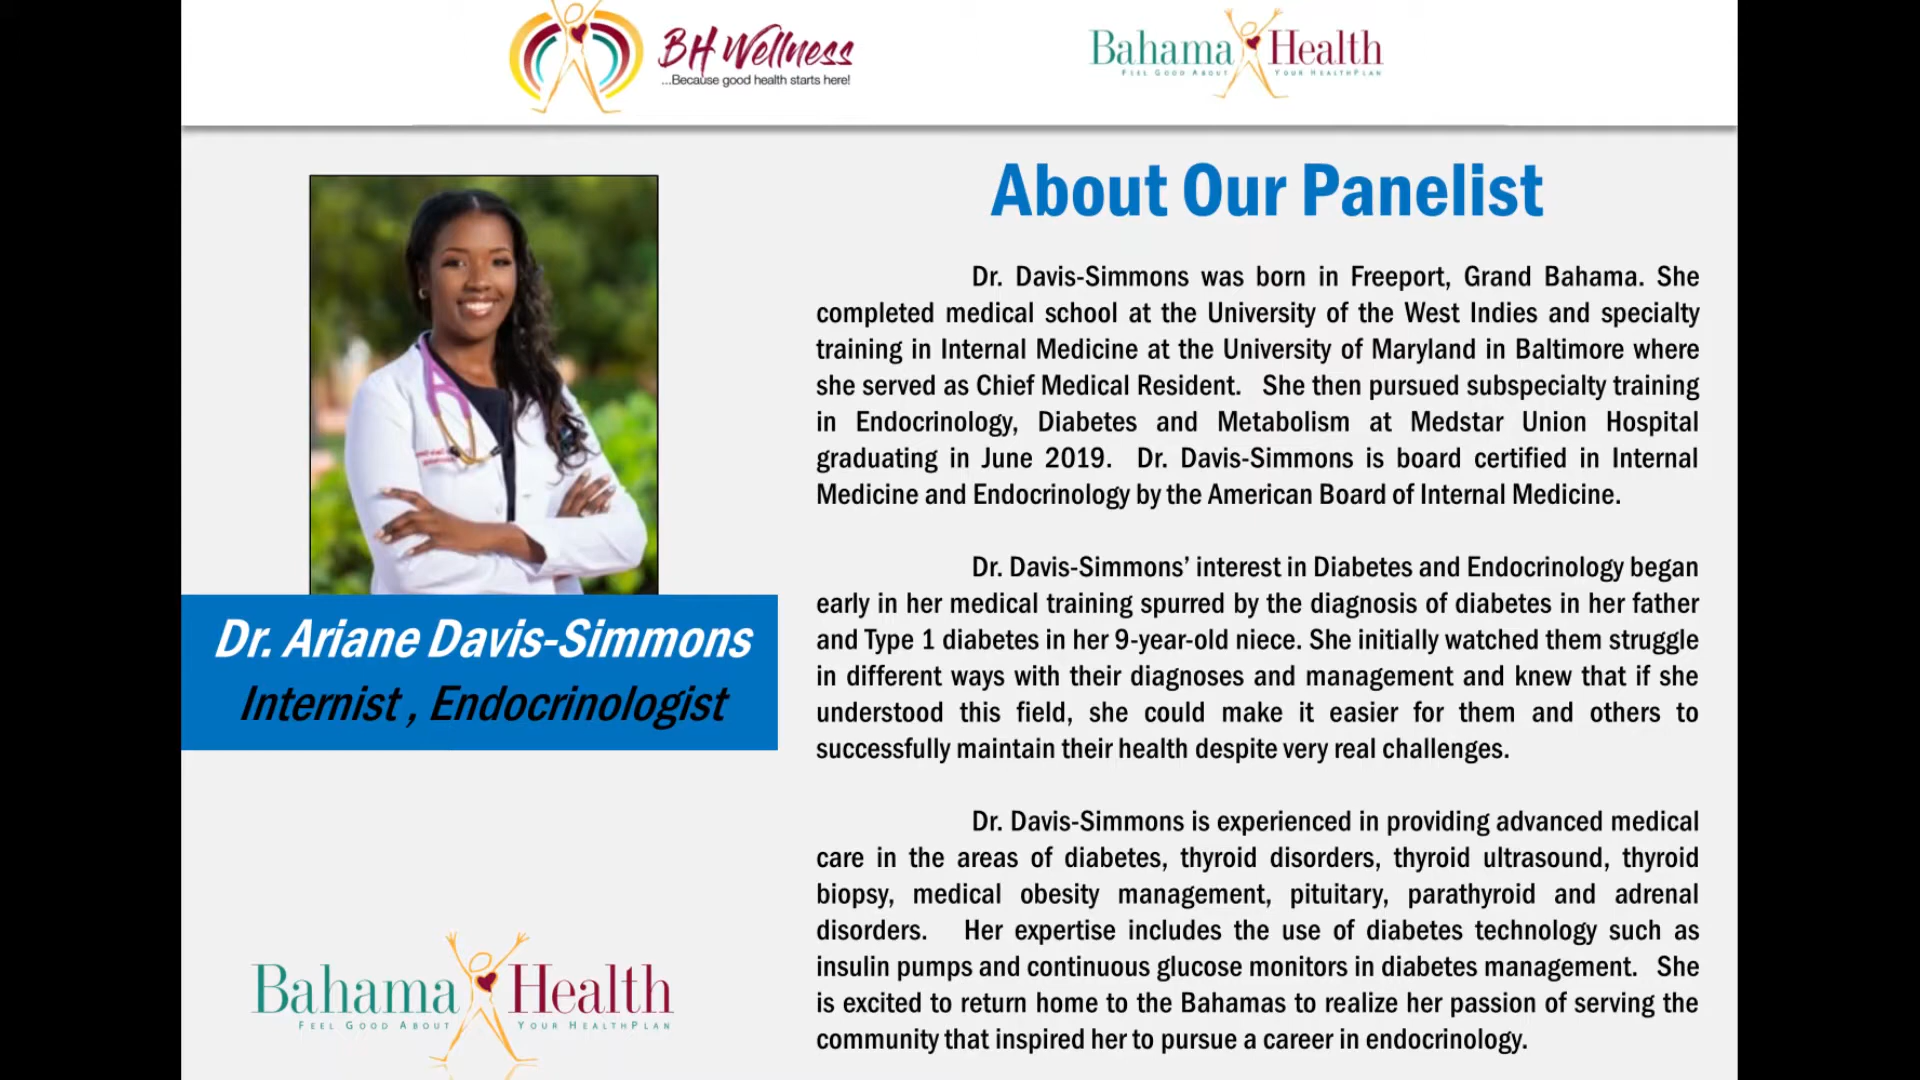 BH Wellness
...Because good health starts here!
Bahama Health
FEEL GOOD ABOUT YOUR HEALTHPLAN
About Our Panelist
Dr. Davis-Simmons was born in Freeport, Grand Bahama. She
completed medical school at the University of the West Indies and specialty
training in Internal Medicine at the University of Maryland in Baltimore where
she served as Chief Medical Resident. She then pursued subspecialty training
in Endocrinology, Diabetes and Metabolism at Medstar Union Hospital
graduating in June 2019. Dr. Davis-Simmons is board certified in Internal
Medicine and Endocrinology by the American Board of Internal Medicine.
Dr. Davis-Simmons’ interest in Diabetes and Endocrinology began
early in her medical training spurred by the diagnosis of diabetes in her father
and Type 1 diabetes in her 9-year-old niece. She initially watched them struggle
in different ways with their diagnoses and management and knew that if she
understood this field, she could make it easier for them and others to
successfully maintain their health despite very real challenges.
Dr. Davis-Simmons is experienced in providing advanced medical
care in the areas of diabetes, thyroid disorders, thyroid ultrasound, thyroid
biopsy, medical obesity management, pituitary, parathyroid and adrenal
disorders. Her expertise includes the use of diabetes technology such as
insulin pumps and continuous glucose monitors in diabetes management. She
is excited to return home to the Bahamas to realize her passion of serving the
community that inspired her to pursue a career in endocrinology.
Dr. Ariane Davis-Simmons
Internist , Endocrinologist
Bahama Health
FEEL GOOD ABOUT YOUR HEALTHPLAN